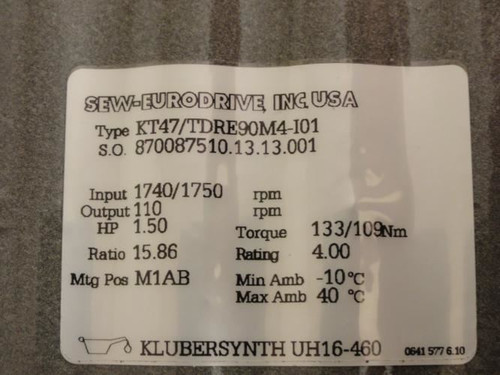 SEW-EURODRIVE, INC. USA
Type KT47/TDRE90M4-I01
S.O. 870087510.13.13.001
Input 1740/1750 rpm
Output 110 rpm
HP 1.50 Torque 133/109Nm
Ratio 15.86 Rating 4.00
Mtg Pos M1AB Min Amb -10 °C
Max Amb 40 °C
KLUBERSYNTH UH16-460 0641 577 6.10